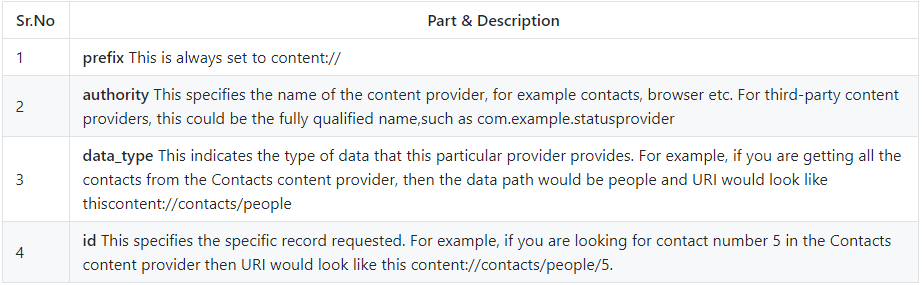 Sr.No Part & Description
1 prefix This is always set to content://
authority This specifies the name of the content provider, for example contacts, browser etc. For third-party content
2
providers, this could be the fully qualified name,such as com.example.statusprovider
data_type This indicates the type of data that this particular provider provides. For example, if you are getting all the
3 contacts from the Contacts content provider, then the data path would be people and URI would look like
thiscontent://contacts/people
id This specifies the specific record requested. For example, if you are looking for contact number 5 in the Contacts
4
content provider then URI would look like this content://contacts/people/5.